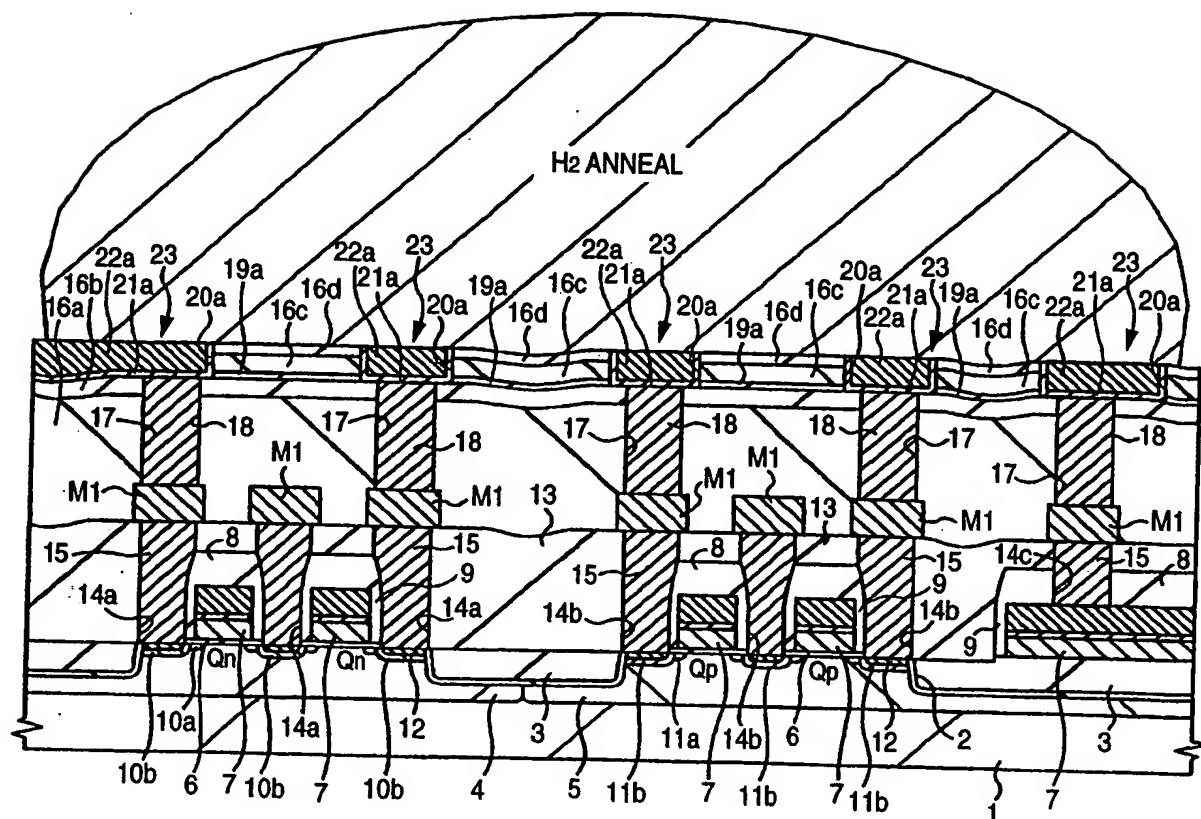 H2 ANNEAL
22a 23 22a 23 22a 23 20a 23 21a 23
16b 21a 19a 21a 19a 16c 21a 16c 21a 19a 16c 22a 20a
16a 20a 16c 16d 20a 16d 20a 19a 16d 22a 16d
17 18 17 18 17 18 18 17 17 18
M1 M1 M1 M1 M1 M1 M1
13 13
15 8 15 15 15 14c 15 8
9 9
14a 14a 14b 14b 9
Qn Qn Qp Qp 9 7
10a 14a 12 3 11a 14b 6 12 2 3
10b 6 7 10b 7 10b 4 5 11b 7 11b 7 11b 1 7